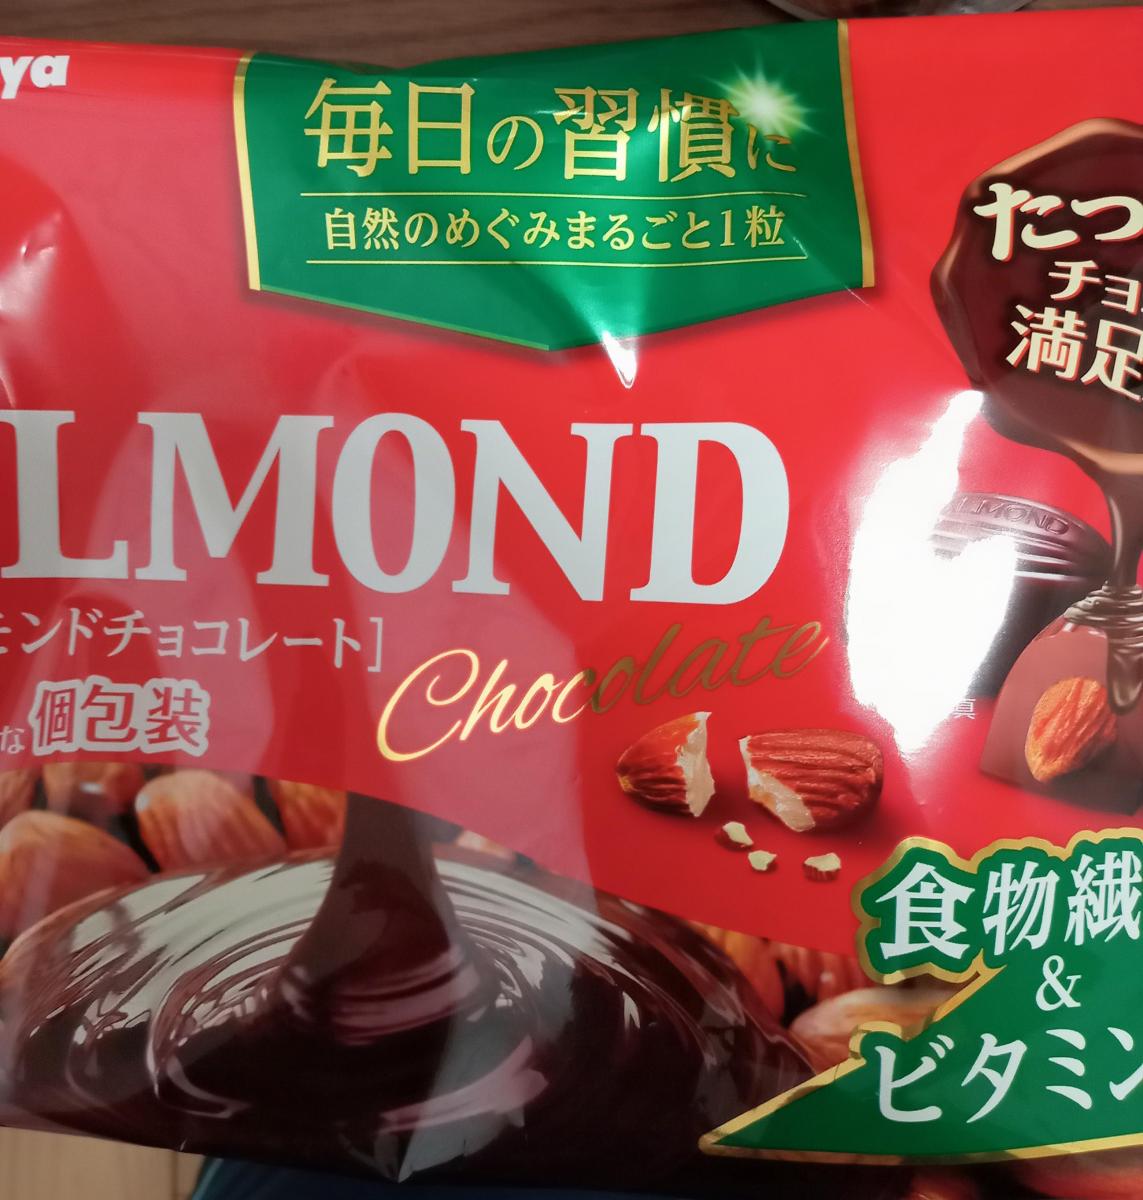 ya
毎日の習慣に
自然のめぐみまるごと1粒
たっ
チョ
満足
LMOND
ALMOND
モンドチョコレート]
Chocolate
な個包装
真
食物繊
&
ビタミン